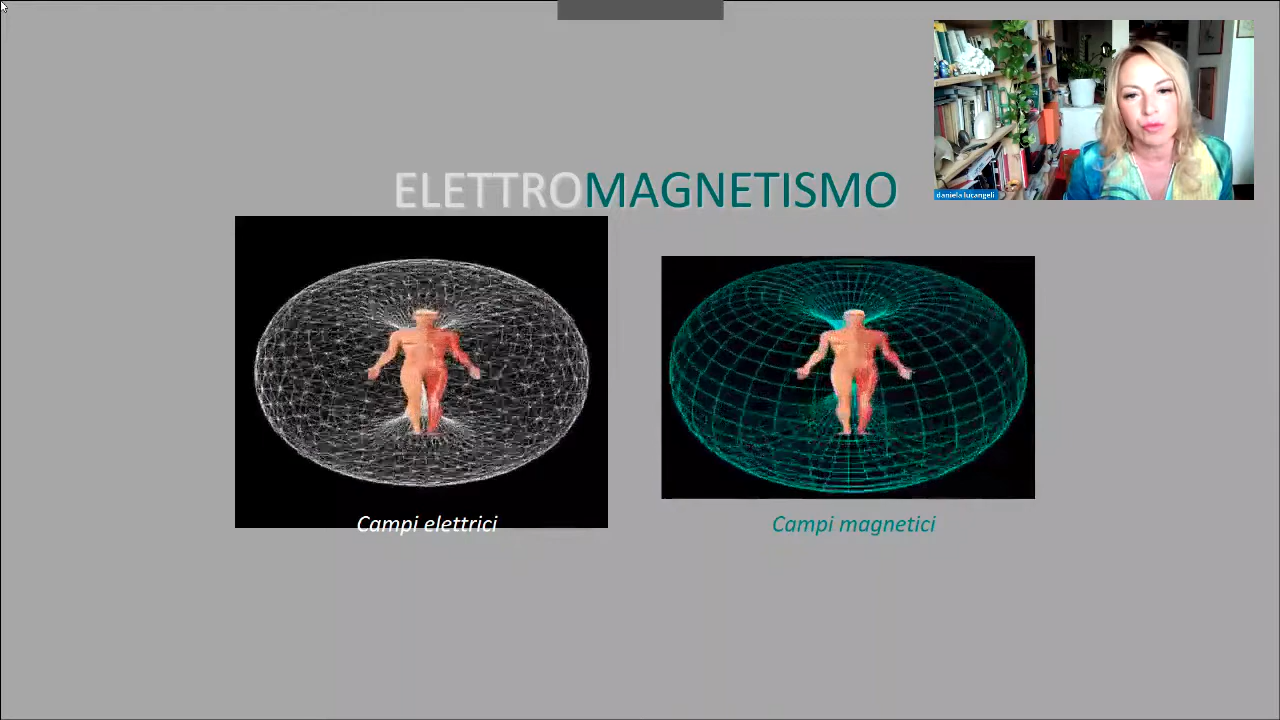 daniela lucangeli
ELETTROMAGNETISMO
Campi elettrici
Campi magnetici